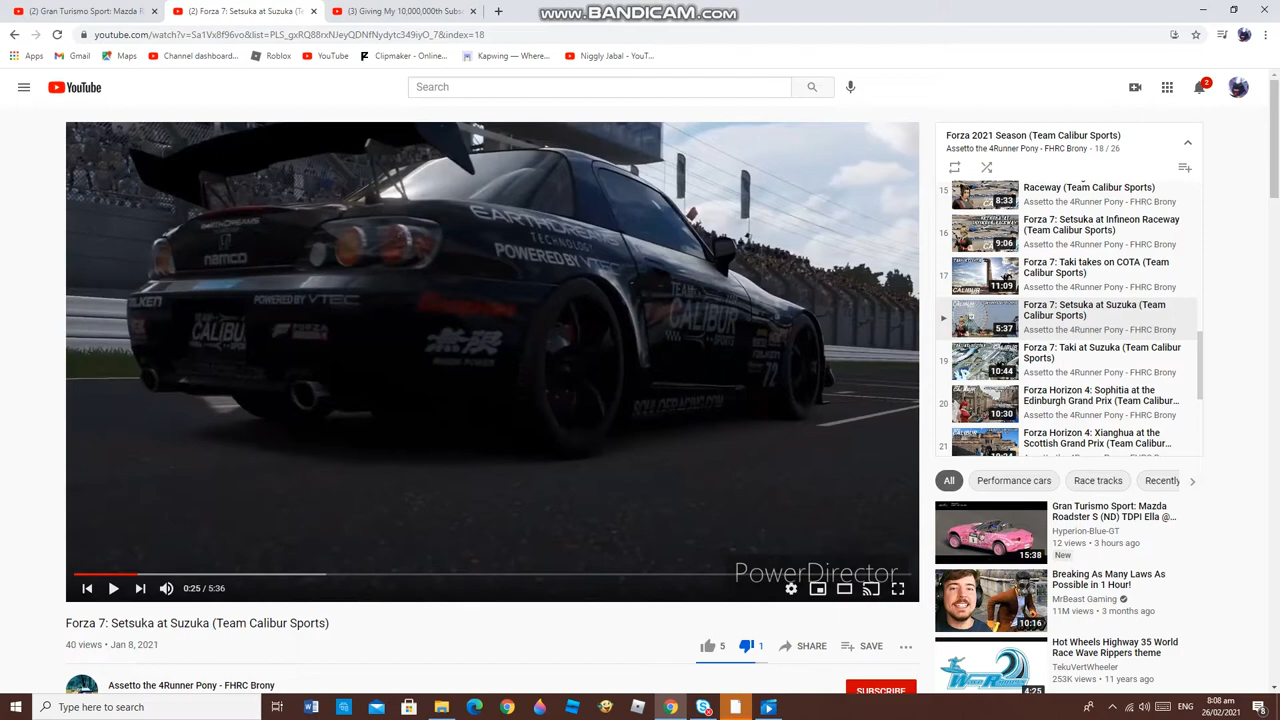 (2) Gran Turismo Sport: Mazda R
(2) Forza 7: Setsuka at Suzuka (Te
(3) Giving My 10,000,000th Subsc
www.BANDICAM.com
youtube.com/watch?v=Sa1Vx8f96vo&list=PLS_gxRQ88rxNJeyQDNfNydytc349iyO_7&index=18
Apps
Gmail
Maps
Channel dashboard...
Roblox
YouTube
Clipmaker - Online...
Kapwing — Where...
Niggly Jaba! - YouT...
YouTube
Search
2
namco
FALKEN
POWERED BY VTEC
CALIBUR
TECHNOLOGY
POWERED BY VTEC
TEAM
CALIBUR
FALKEN
77
PowerDirector
0:25 / 5:36
Forza 7: Setsuka at Suzuka (Team Calibur Sports)
40 views • Jan 8, 2021
5
1
SHARE
SAVE
Assetto the 4Runner Pony - FHRC Brony
SUBSCRIBE
Forza 2021 Season (Team Calibur Sports)
Assetto the 4Runner Pony - FHRC Brony - 18 / 26
15
8:33
Raceway (Team Calibur Sports)
Assetto the 4Runner Pony - FHRC Brony
16
9:06
Forza 7: Setsuka at Infineon Raceway
(Team Calibur Sports)
Assetto the 4Runner Pony - FHRC Brony
17
11:09
Forza 7: Taki takes on COTA (Team
Calibur Sports)
Assetto the 4Runner Pony - FHRC Brony
5:37
Forza 7: Setsuka at Suzuka (Team
Calibur Sports)
Assetto the 4Runner Pony - FHRC Brony
19
10:44
Forza 7: Taki at Suzuka (Team Calibur
Sports)
Assetto the 4Runner Pony - FHRC Brony
20
10:30
Forza Horizon 4: Sophitia at the
Edinburgh Grand Prix (Team Calibur...
Assetto the 4Runner Pony - FHRC Brony
21
Forza Horizon 4: Xianghua at the
Scottish Grand Prix (Team Calibur...
All
Performance cars
Race tracks
Recently
15:38
Gran Turismo Sport: Mazda
Roadster S (ND) TDPI Ella @...
Hyperion-Blue-GT
12 views • 3 hours ago
New
10:16
Breaking As Many Laws As
Possible in 1 Hour!
MrBeast Gaming
11M views • 3 months ago
4:25
Hot Wheels Highway 35 World
Race Wave Rippers theme
TekuVertWheeler
253K views • 11 years ago
Type here to search
ENG
8:08 am
26/02/2021